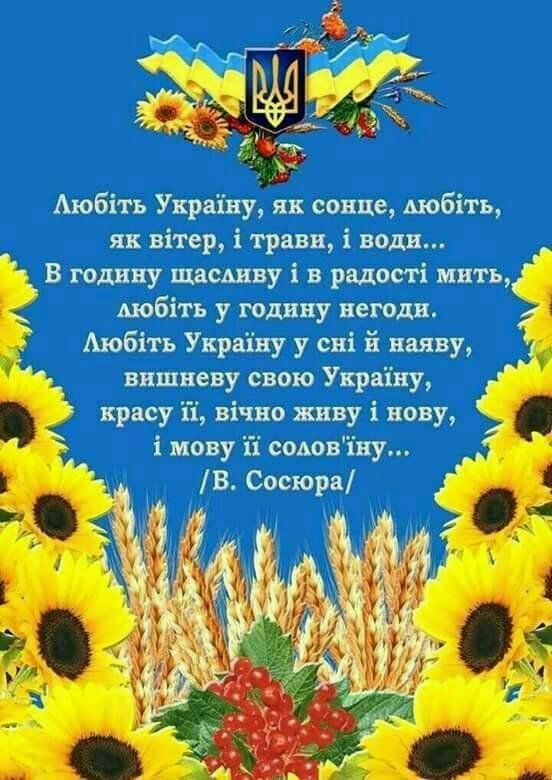 Любіть Україну, як сонце, любіть,
як вітер, і трави, і води...
В годину щасливу і в радості мить,
любіть у годину негоди.
Любіть Україну у сні й наяву,
вишневу свою Україну,
красу її, вічно живу і нову,
і мову її солов'їну...
/В. Сосюра/